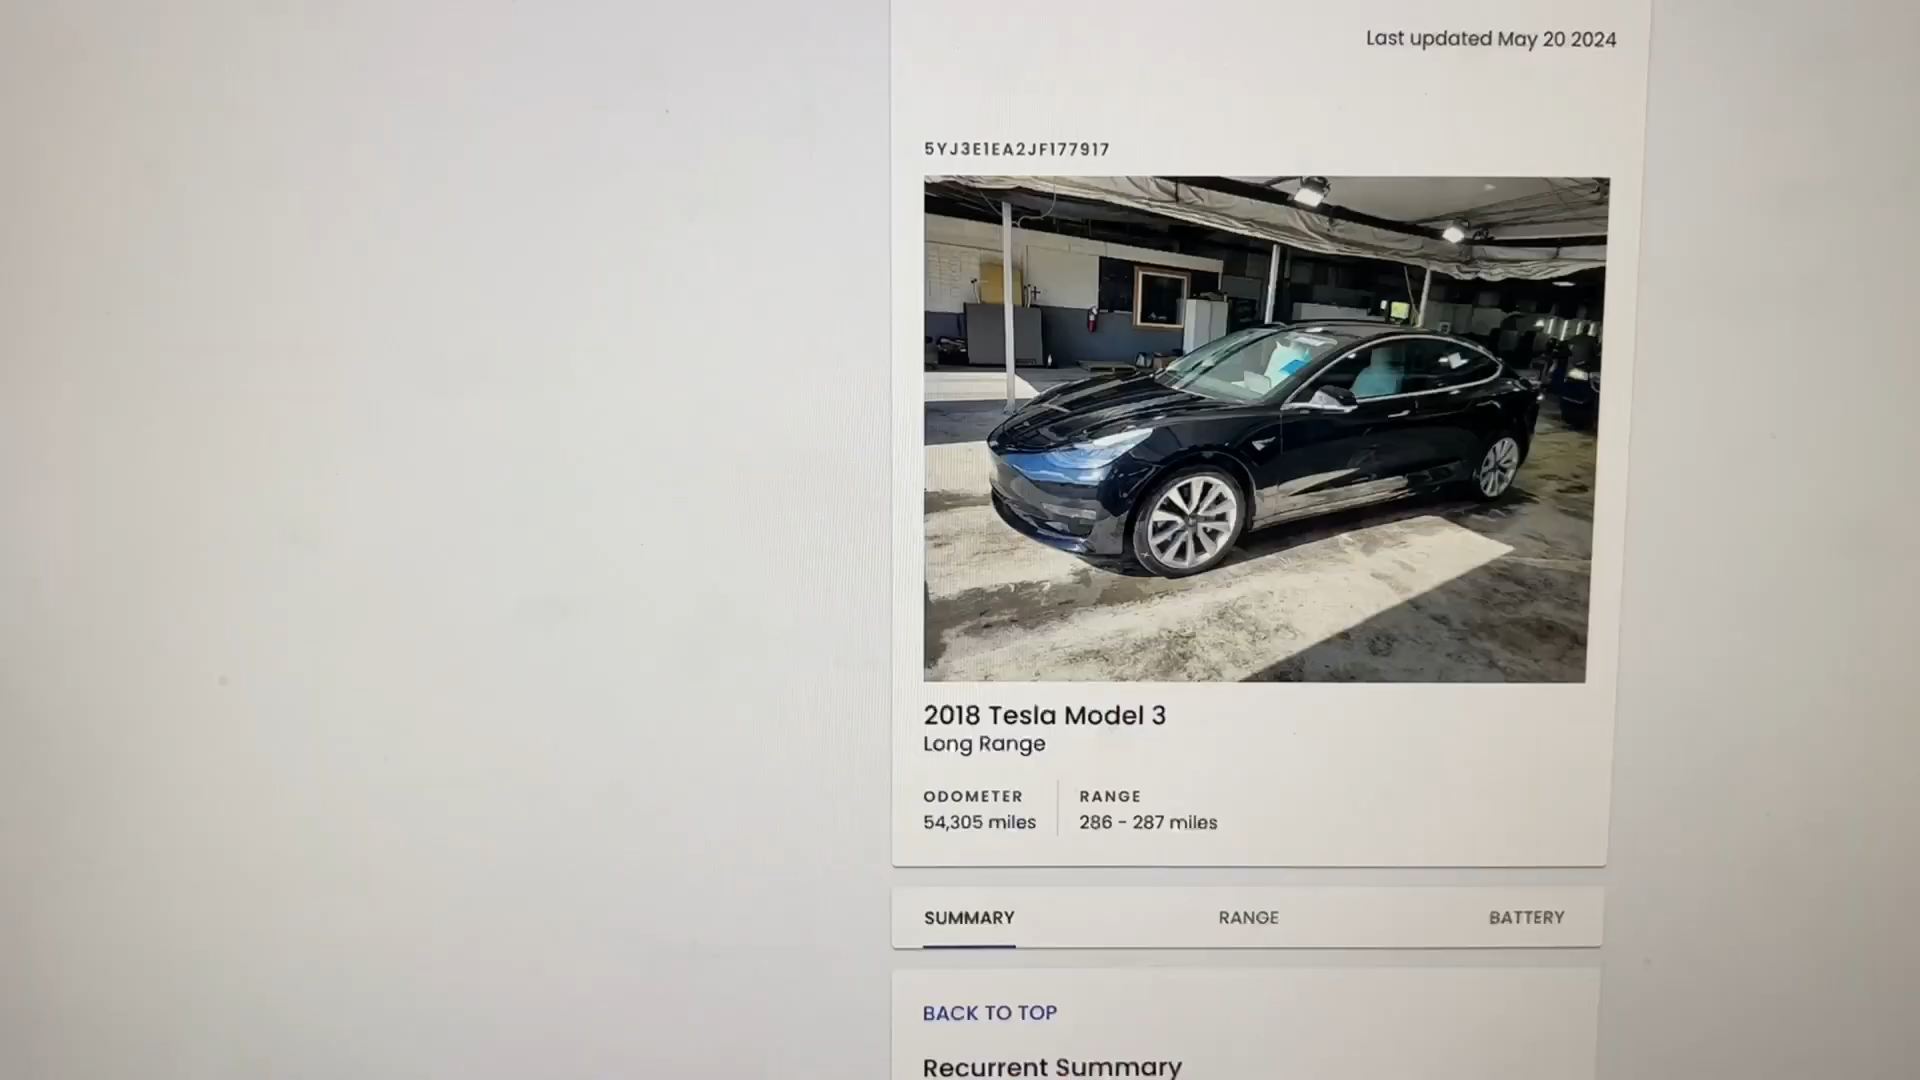 Last updated May 20 2024
5YJ3E1EA2JF177917
2018 Tesla Model 3
Long Range
ODOMETER
RANGE
54,305 miles
286 - 287 miles
SUMMARY
RANGE
BATTERY
BACK TO TOP
Recurrent Summary